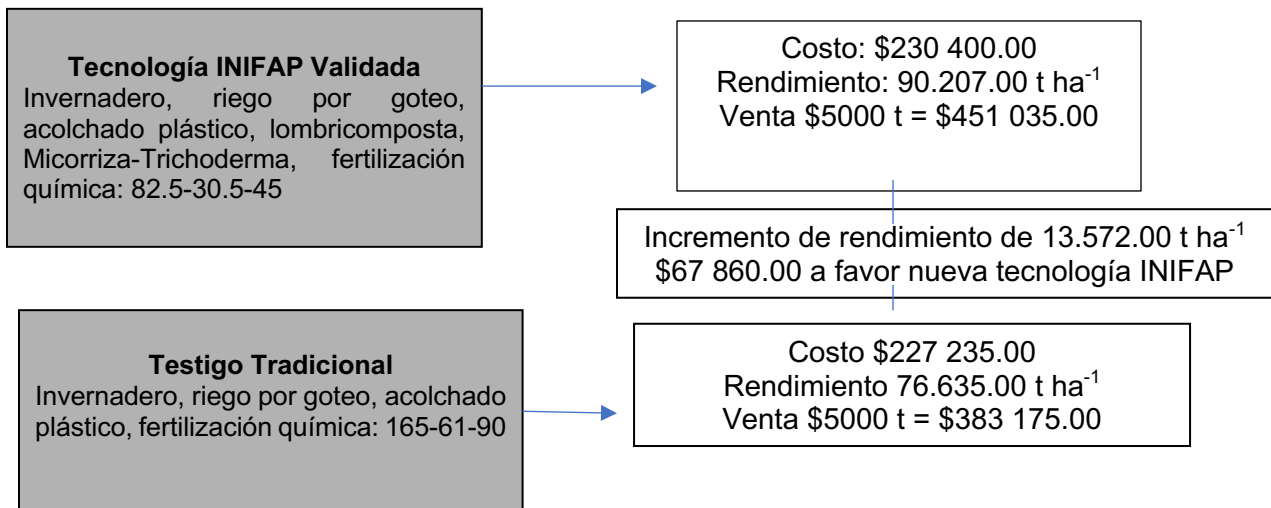 Tecnología INIFAP Validada
Invernadero, riego por goteo,
acolchado plástico, lombricomposta,
Micorriza-Trichoderma, fertilización
química: 82.5-30.5-45
Costo: $230 400.00
Rendimiento: 90.207.00 t ha⁻¹
Venta $5000 t = $451 035.00
Incremento de rendimiento de 13.572.00 t ha⁻¹
$67 860.00 a favor nueva tecnología INIFAP
Testigo Tradicional
Invernadero, riego por goteo, acolchado
plástico, fertilización química: 165-61-90
Costo $227 235.00
Rendimiento 76.635.00 t ha⁻¹
Venta $5000 t = $383 175.00